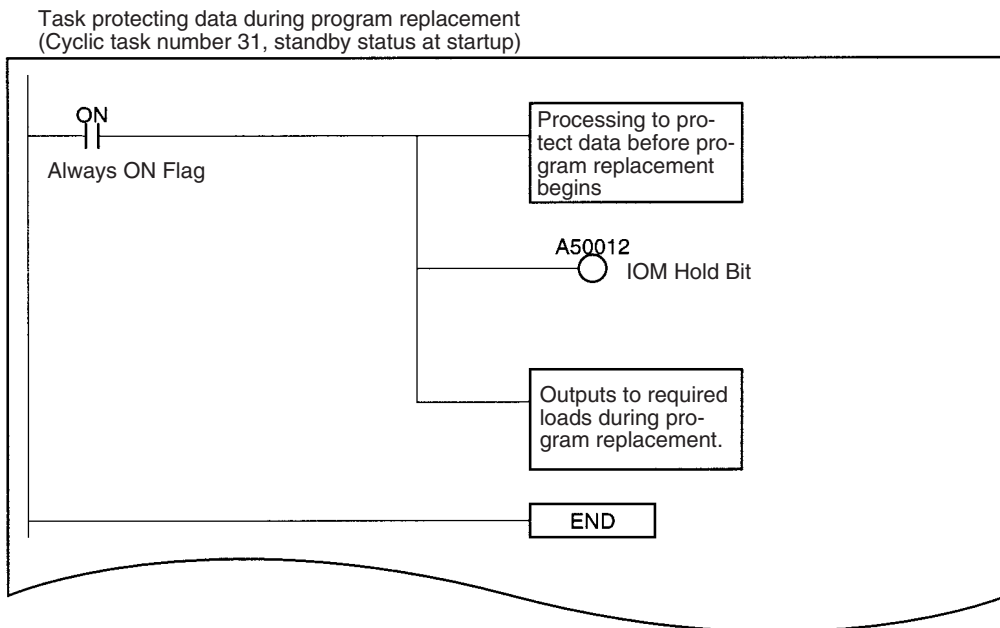 Task protecting data during program replacement
(Cyclic task number 31, standby status at startup)
ON
Always ON Flag
Processing to pro-
tect data before pro-
gram replacement
begins
A50012
IOM Hold Bit
Outputs to required
loads during pro-
gram replacement.
END